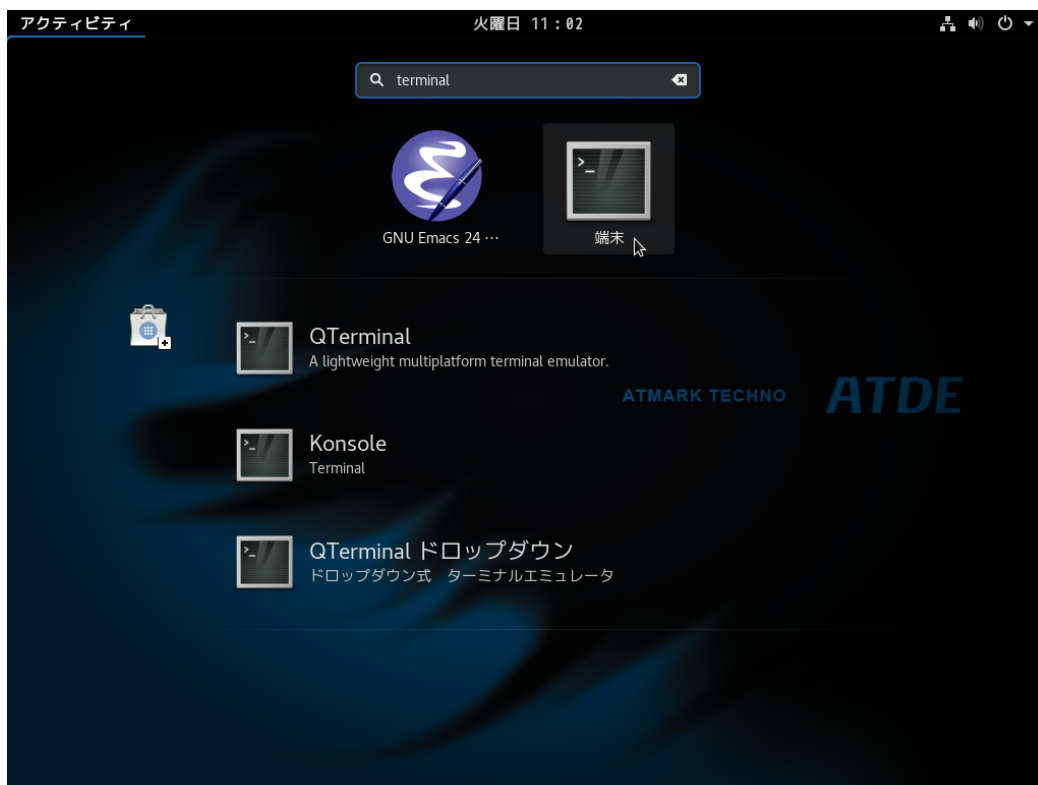 アクティビティ
火曜日 11:02
terminal
GNU Emacs 24 …
端末
QTerminal
A lightweight multiplatform terminal emulator.
ATMARK TECHNO ATDE
Konsole
Terminal
QTerminal ドロップダウン
ドロップダウン式 ターミナルエミュレータ